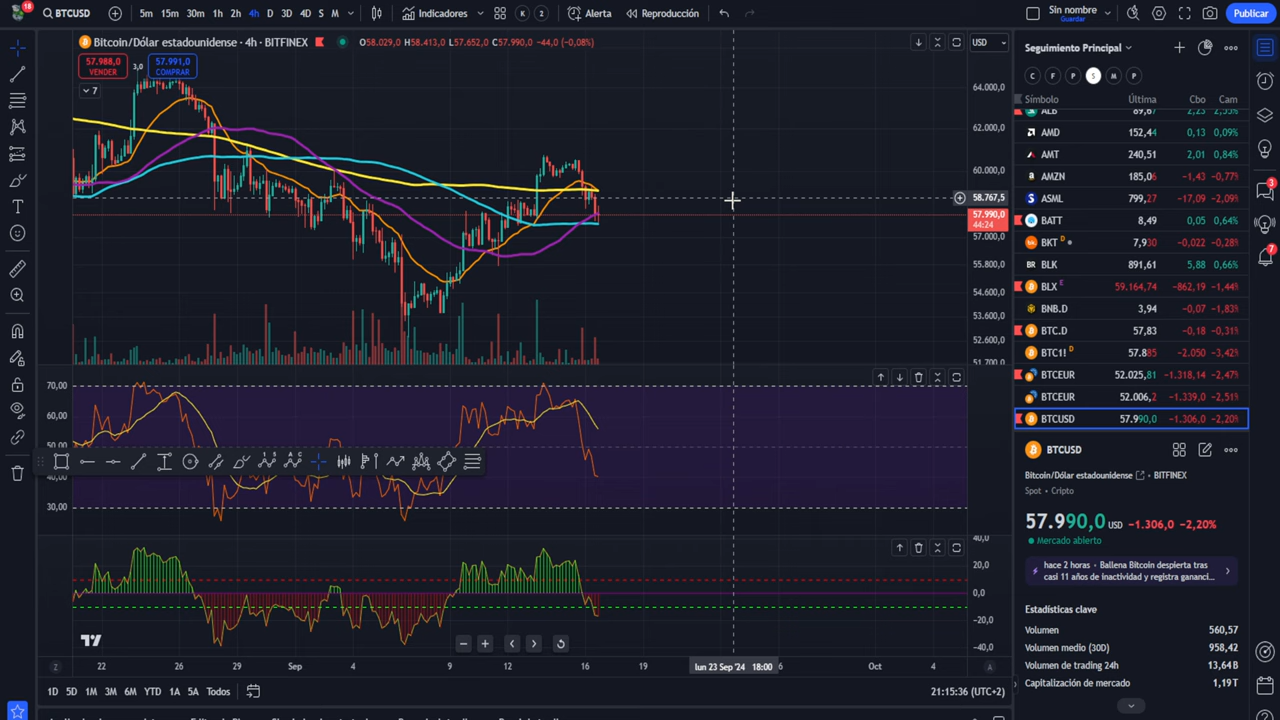 18
BTCUSD
5m 15m 30m 1h 2h 4h D 3D 4D S M
Indicadores
K 2
Alerta
Reproducción
Sin nombre
Guardar
Publicar
Bitcoin/Dólar estadounidense · 4h · BITFINEX
O58.029,0 H58.413,0 L57.652,0 C57.990,0 -44,0 (-0,08%)
57.988,0
VENDER
3,0
57.991,0
COMPRAR
7
USD
64.000,0
62.000,0
60.000,0
58.767,5
57.990,0
44:24
57.000,0
55.800,0
54.600,0
53.600,0
52.600,0
51.700,0
70,00
60,00
50,00
40,00
30,00
40,0
20,0
0,0
-20,0
-40,0
22 26 29 Sep 4 9 12 16 19 lun 23 Sep '24 18:00 6 Oct 4
Z
A
1D 5D 1M 3M 6M YTD 1A 5A Todos
21:15:36 (UTC+2)
Seguimiento Principal
C F P S M P
Símbolo Última Cbo Cam
ALB 89,67 2,23 2,55%
AMD 152,44 0,13 0,09%
AMT 240,51 2,01 0,84%
AMZN 185,06 -1,43 -0,77%
ASML 799,27 -17,09 -2,09%
BATT 8,49 0,05 0,64%
BKT D 7,930 -0,022 -0,28%
BLK 891,61 5,88 0,66%
BLX E 59.164,74 -862,19 -1,44%
BNB.D 3,94 -0,07 -1,83%
BTC.D 57,83 -0,18 -0,31%
BTC1! D 57.885 -2.050 -3,42%
BTCEUR 52.025,81 -1.318,14 -2,47%
BTCEUR 52.006,2 -1.339,0 -2,51%
BTCUSD 57.990,0 -1.306,0 -2,20%
BTCUSD
Bitcoin/Dólar estadounidense · BITFINEX
Spot · Cripto
57.990,0 USD -1.306,0 -2,20%
Mercado abierto
hace 2 horas · Ballena Bitcoin despierta tras
casi 11 años de inactividad y registra gananci...
Estadísticas clave
Volumen 560,57
Volumen medio (30D) 958,42
Volumen de trading 24h 13,64B
Capitalización de mercado 1,19T
3
7